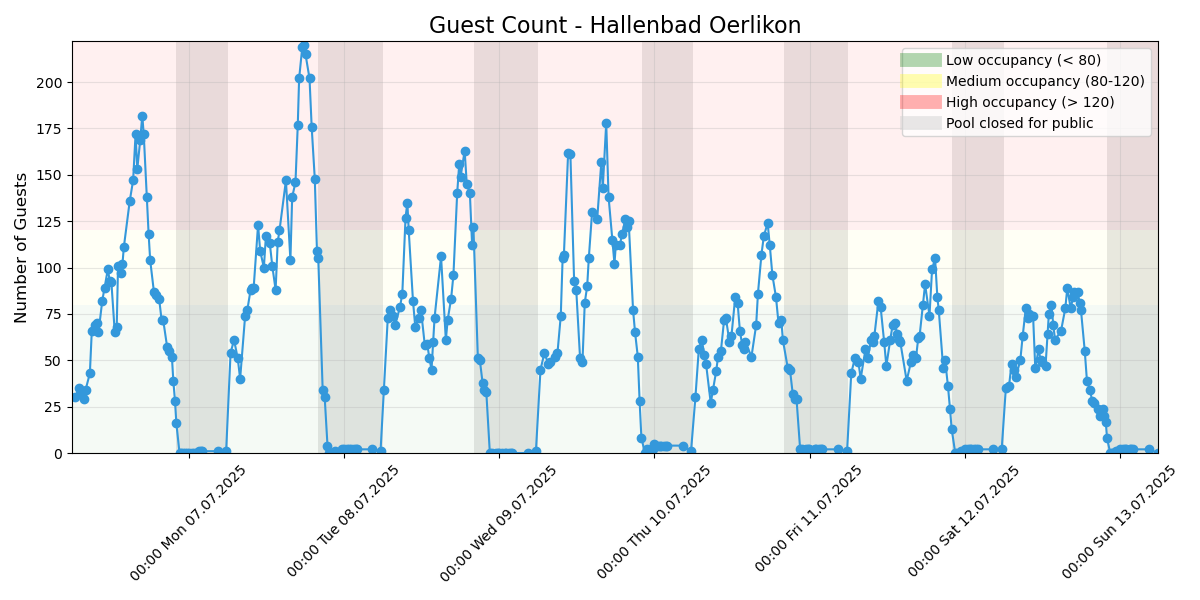 Guest Count - Hallenbad Oerlikon
Number of Guests
200
175
150
125
100
75
50
25
0
Low occupancy (< 80)
Medium occupancy (80-120)
High occupancy (> 120)
Pool closed for public
00:00 Mon 07.07.2025
00:00 Tue 08.07.2025
00:00 Wed 09.07.2025
00:00 Thu 10.07.2025
00:00 Fri 11.07.2025
00:00 Sat 12.07.2025
00:00 Sun 13.07.2025